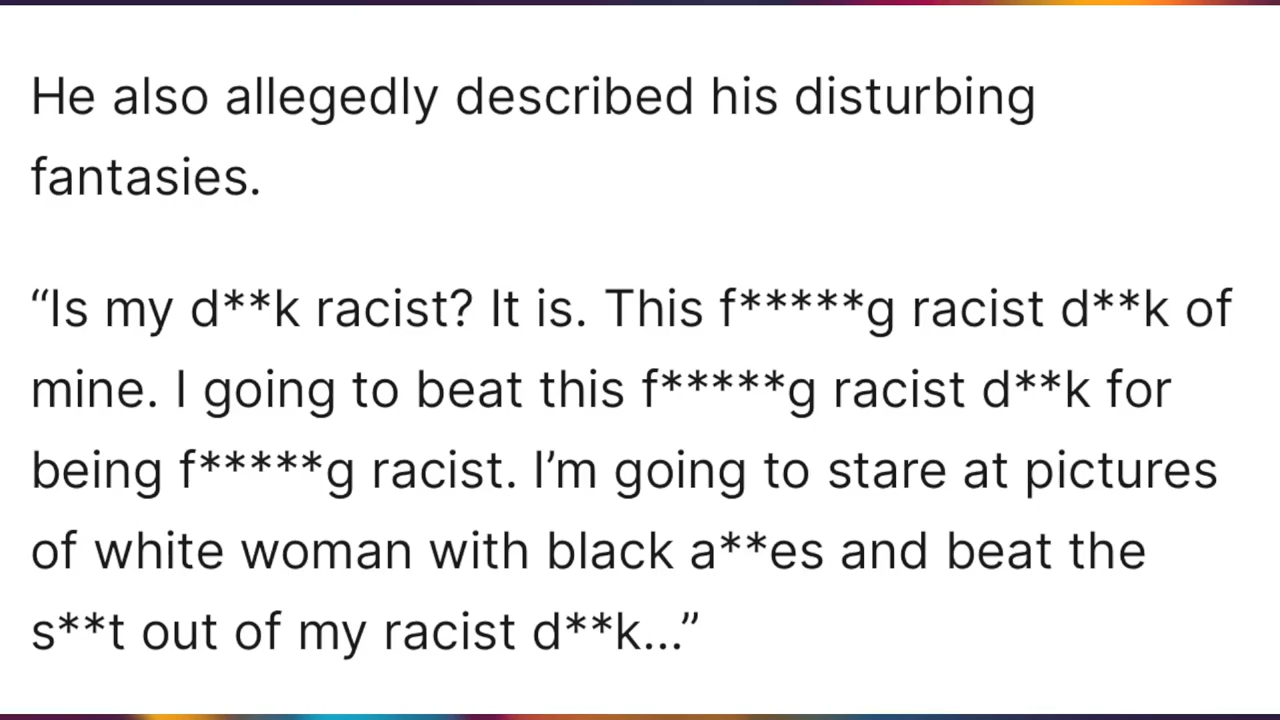 He also allegedly described his disturbing
fantasies.
“Is my d**k racist? It is. This f*****g racist d**k of
mine. I going to beat this f*****g racist d**k for
being f*****g racist. I’m going to stare at pictures
of white woman with black a**es and beat the
s**t out of my racist d**k...”